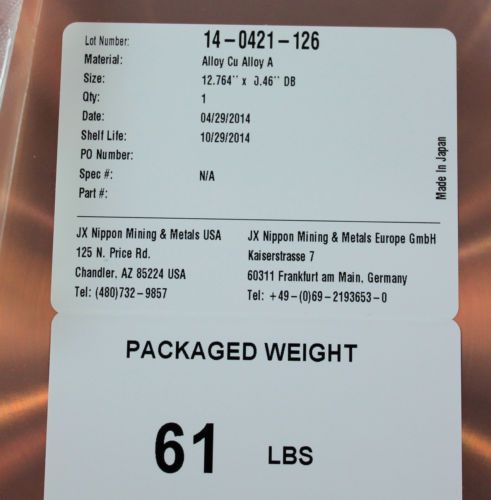 Lot Number: 14-0421-126
Material: Alloy Cu Alloy A
Size: 12.764" x 0.46" DB
Qty: 1
Date: 04/29/2014
Shelf Life: 10/29/2014
PO Number:
Spec #: N/A
Part #:
Made In Japan
JX Nippon Mining & Metals USA
125 N. Price Rd.
Chandler, AZ 85224 USA
Tel: (480)732-9857
JX Nippon Mining & Metals Europe GmbH
Kaiserstrasse 7
60311 Frankfurt am Main, Germany
Tel: +49-(0)69-2193653-0
PACKAGED WEIGHT
61 LBS